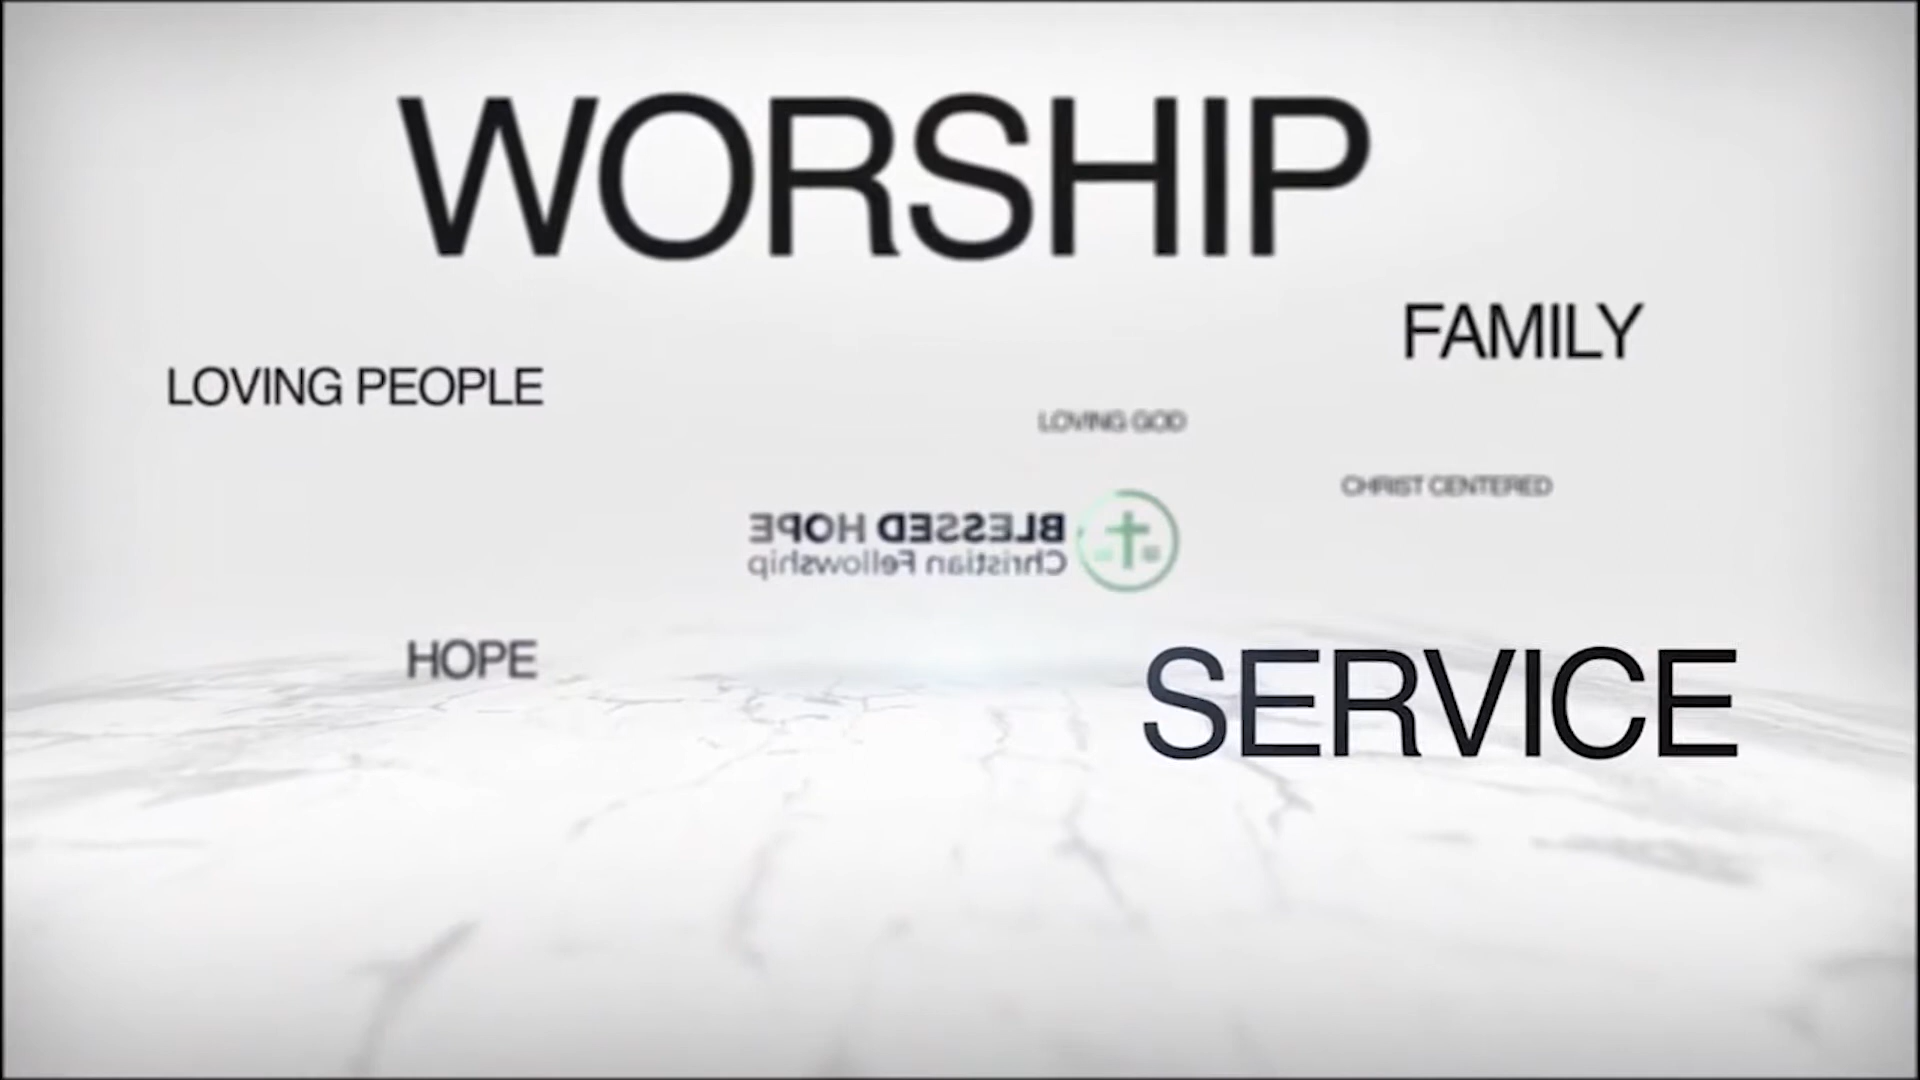 WORSHIP
FAMILY
LOVING PEOPLE
LOVING GOD
CHRIST CENTERED
BLESSED HOPE
Christian Fellowship
HOPE
SERVICE